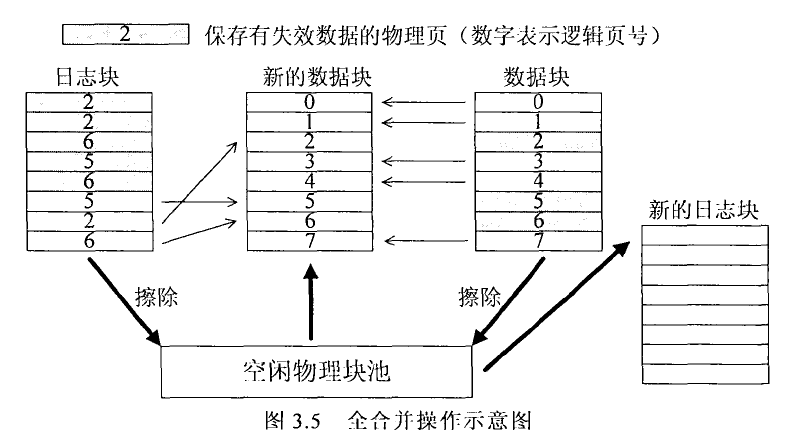 2 保存有失效数据的物理页（数字表示逻辑页号）
日志块 新的数据块 数据块
2 0 0
2 1 1
6 2 2
5 3 3
6 4 4
5 5 5
2 6 6
6 7 7
新的日志块
擦除 擦除
空闲物理块池
图 3.5 全合并操作示意图